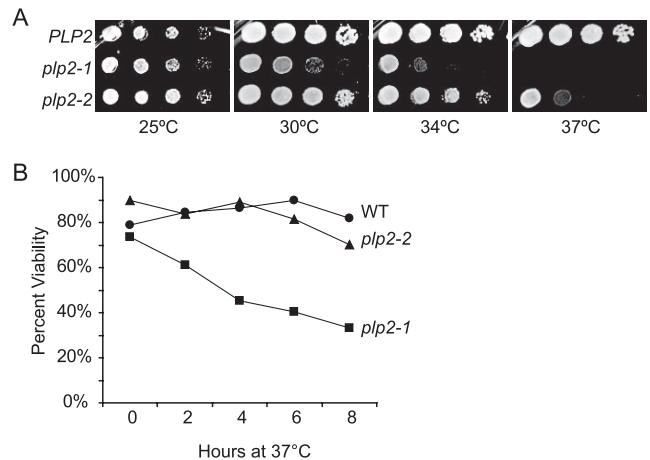 A
PLP2
plp2-1
plp2-2
25ºC 30ºC 34ºC 37ºC
B
100%
80%
60%
40%
20%
0%
Percent Viability
WT
plp2-2
plp2-1
0 2 4 6 8
Hours at 37°C